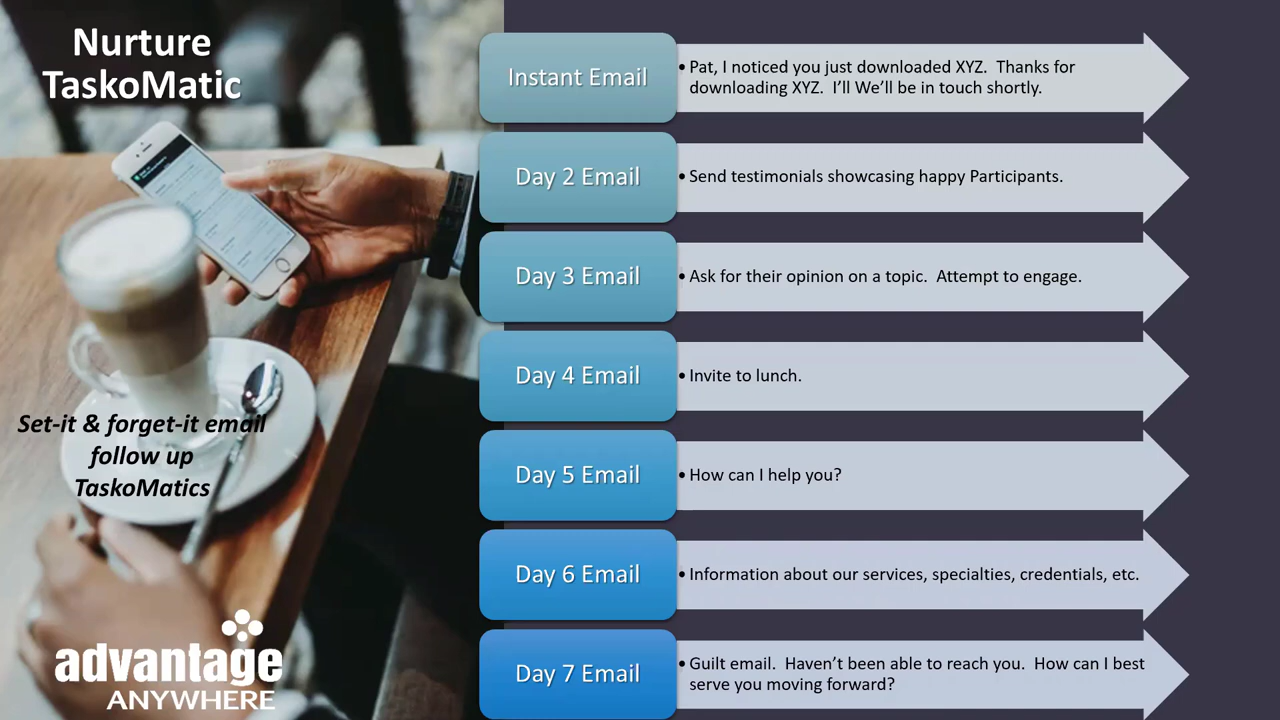 Nurture
TaskoMatic
Set-it & forget-it email
follow up
TaskoMatics
advantage
ANYWHERE
Instant Email
• Pat, I noticed you just downloaded XYZ.  Thanks for
downloading XYZ.  I’ll We’ll be in touch shortly.
Day 2 Email
• Send testimonials showcasing happy Participants.
Day 3 Email
• Ask for their opinion on a topic.  Attempt to engage.
Day 4 Email
• Invite to lunch.
Day 5 Email
• How can I help you?
Day 6 Email
• Information about our services, specialties, credentials, etc.
Day 7 Email
• Guilt email.  Haven’t been able to reach you.  How can I best
serve you moving forward?